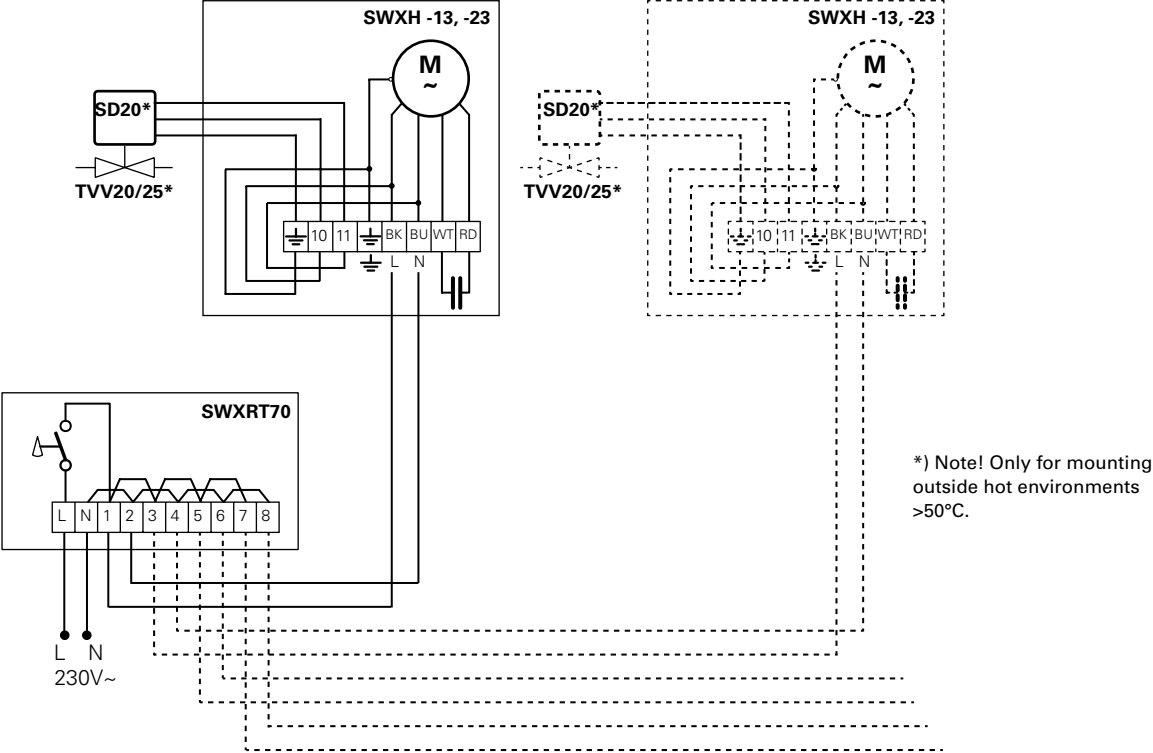 SWXH -13, -23
SWXH -13, -23
M
~
M
~
SD20*
SD20*
TVV20/25*
TVV20/25*
10 11 BK BU WT RD
L N
10 11 BK BU WT RD
L N
SWXRT70
*) Note! Only for mounting
outside hot environments
>50°C.
L N 1 2 3 4 5 6 7 8
L N
230V~